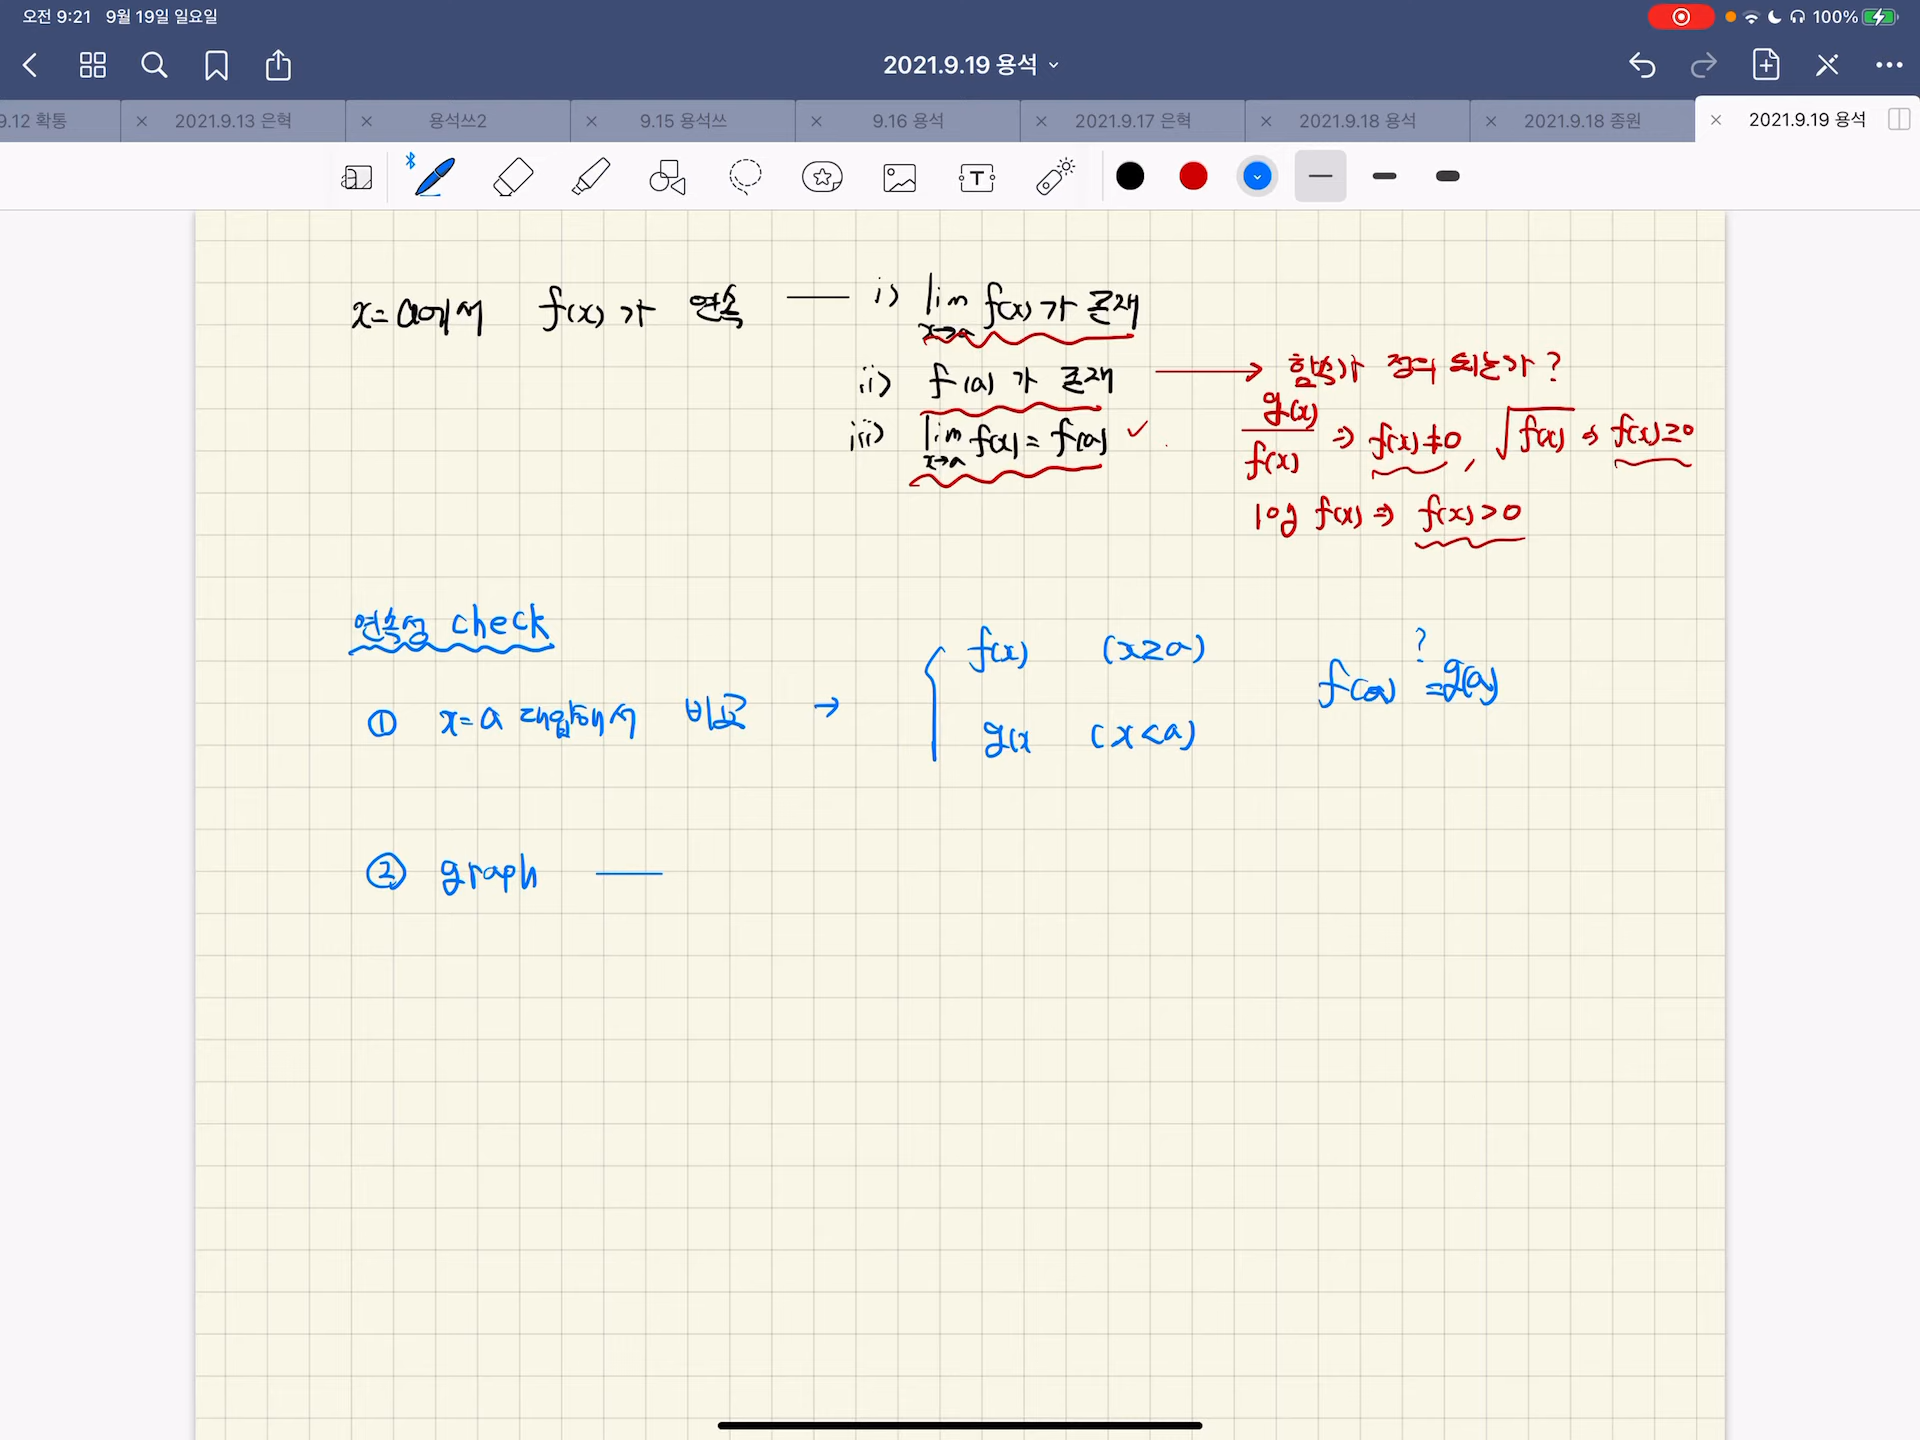 오전 9:21 9월 19일 일요일
100%
2021.9.19 용석
9.12 확통
2021.9.13 은혁
용석쓰2
9.15 용석쓰
9.16 용석
2021.9.17 은혁
2021.9.18 용석
2021.9.18 종원
2021.9.19 용석
x=a에서 f(x)가 연속 — i) lim x→a f(x)가 존재
ii) f(a)가 존재 → 함수가 정의 되는가?
iii) lim x→a f(x) = f(a) ✓
g(x)/f(x) ⇒ f(x)≠0, √f(x) ⇒ f(x)≥0
log f(x) ⇒ f(x)>0
연속성 check
① x=a 대입해서 비교 →
{ f(x) (x≥a)
g(x (x<a)
f(a) ?= g(a)
② graph —